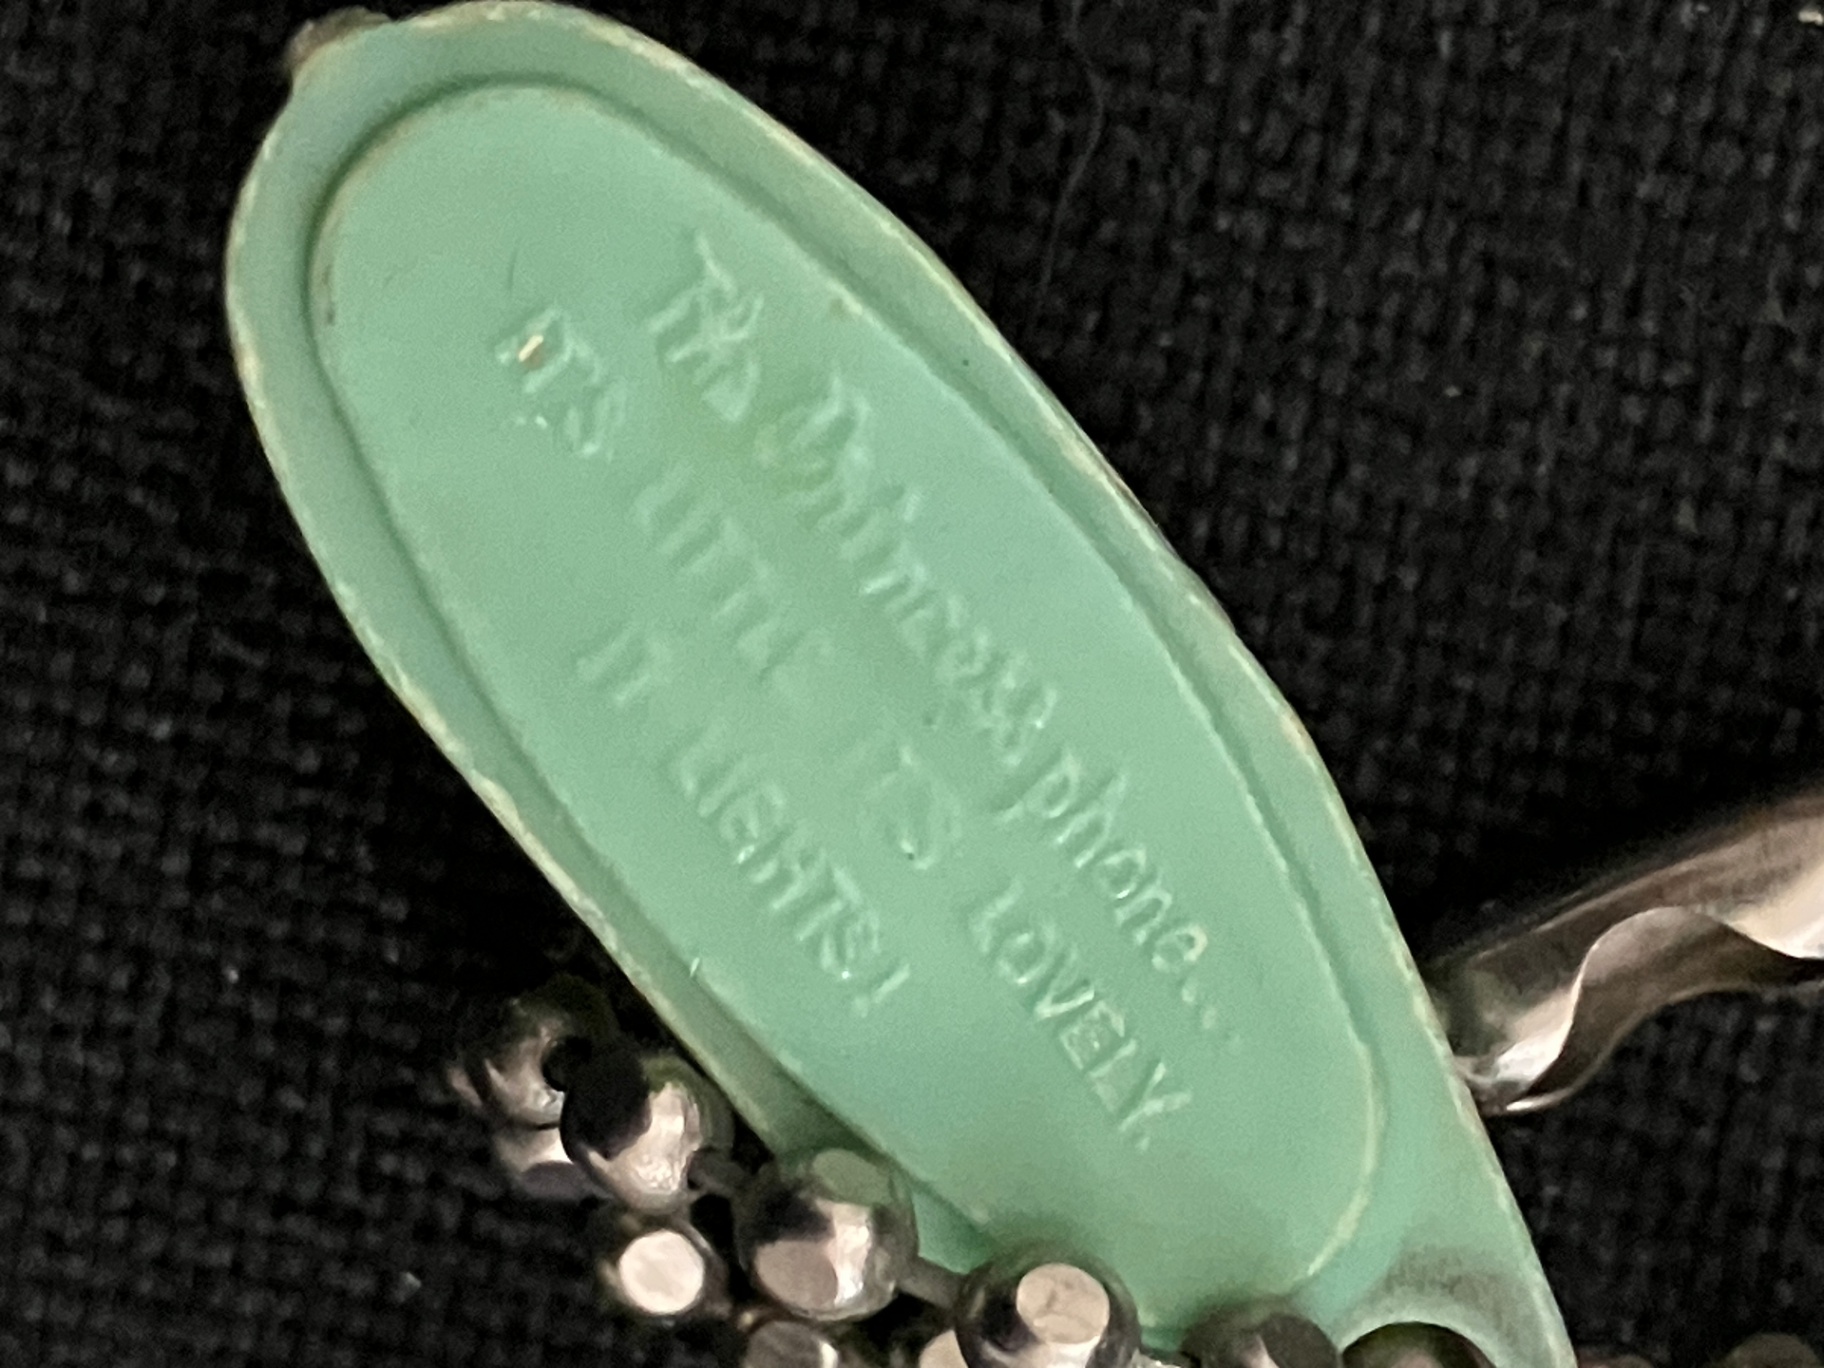 The Princess phone...
IT'S LITTLE IT'S LOVELY.
IT LIGHTS!